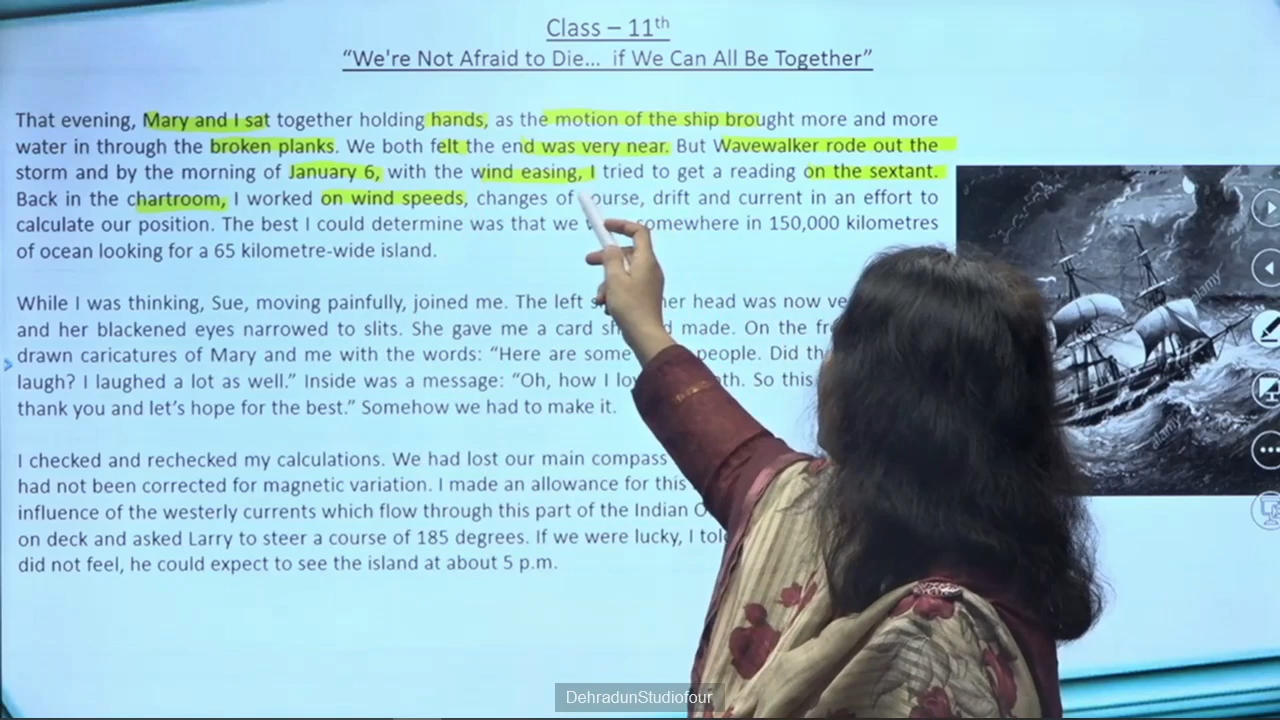 Class – 11th
“We're Not Afraid to Die... if We Can All Be Together”
That evening, Mary and I sat together holding hands, as the motion of the ship brought more and more
water in through the broken planks. We both felt the end was very near. But Wavewalker rode out the
storm and by the morning of January 6, with the wind easing, I tried to get a reading on the sextant.
Back in the chartroom, I worked on wind speeds, changes of course, drift and current in an effort to
calculate our position. The best I could determine was that we somewhere in 150,000 kilometres
of ocean looking for a 65 kilometre-wide island.
While I was thinking, Sue, moving painfully, joined me. The left her head was now
and her blackened eyes narrowed to slits. She gave me a card made. On the
drawn caricatures of Mary and me with the words: “Here are some people. Did
laugh? I laughed a lot as well.” Inside was a message: “Oh, how I So this
thank you and let’s hope for the best.” Somehow we had to make it.
I checked and rechecked my calculations. We had lost our main compass
had not been corrected for magnetic variation. I made an allowance for this
influence of the westerly currents which flow through this part of the Indian
on deck and asked Larry to steer a course of 185 degrees. If we were lucky, I
did not feel, he could expect to see the island at about 5 p.m.
alamy
alamy
alamy
DehradunStudiofour